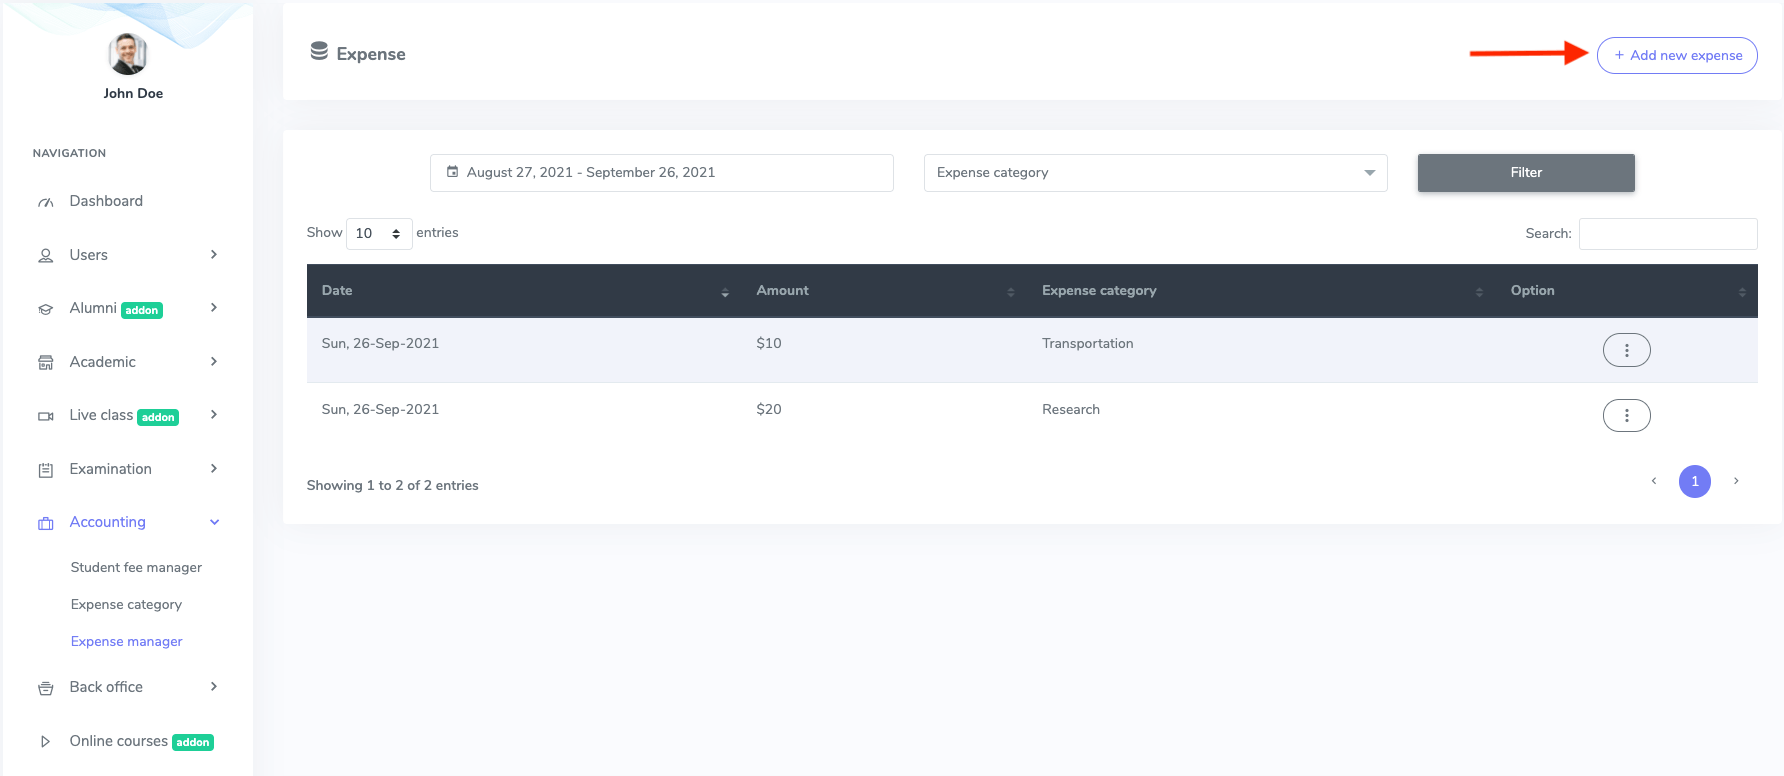 John Doe
NAVIGATION
Dashboard
Users
Alumni addon
Academic
Live class addon
Examination
Accounting
Student fee manager
Expense category
Expense manager
Back office
Online courses addon
Expense
+ Add new expense
August 27, 2021 - September 26, 2021
Expense category
Filter
Show 10 entries
Search:
Date Amount Expense category Option
Sun, 26-Sep-2021 $10 Transportation
Sun, 26-Sep-2021 $20 Research
Showing 1 to 2 of 2 entries
1